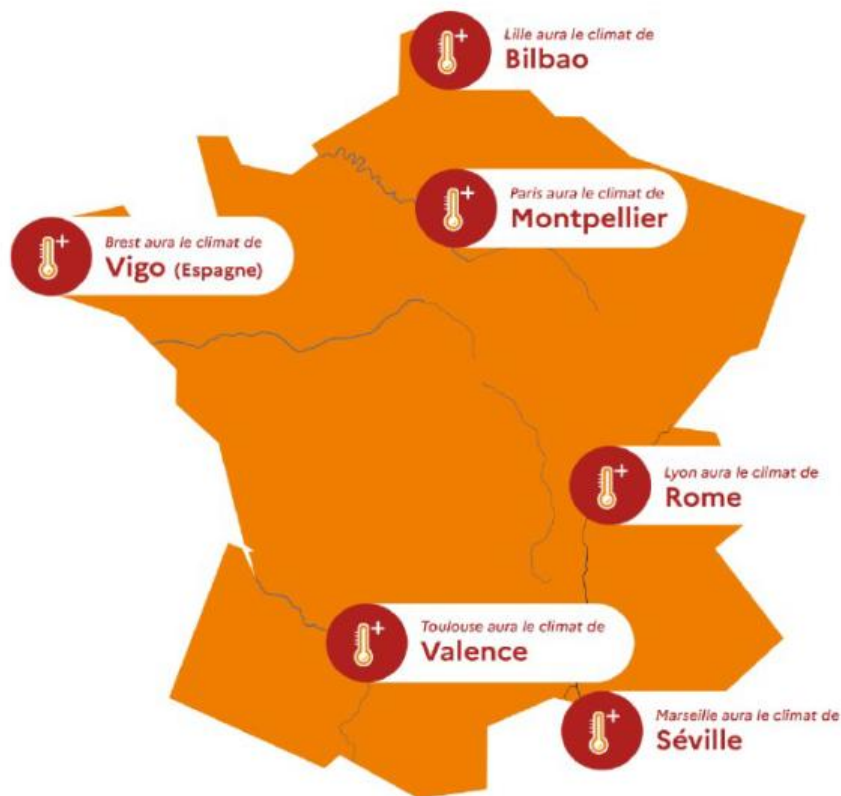 Lille aura le climat de
Bilbao
Paris aura le climat de
Montpellier
Brest aura le climat de
Vigo (Espagne)
Lyon aura le climat de
Rome
Toulouse aura le climat de
Valence
Marseille aura le climat de
Séville